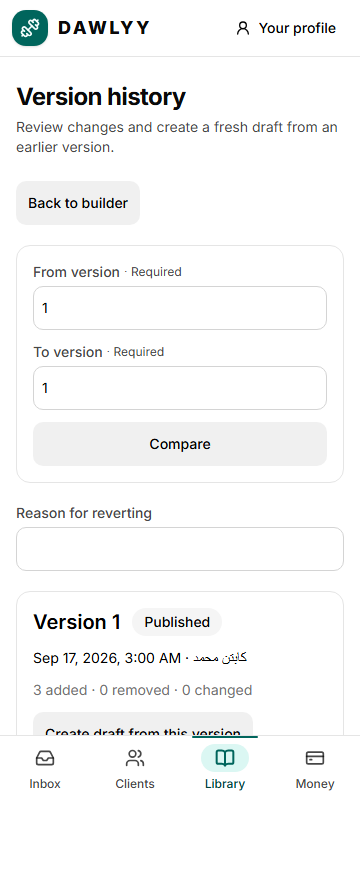 DAWLYY
Your profile
Version history
Review changes and create a fresh draft from an
earlier version.
Back to builder
From version · Required
1
To version · Required
1
Compare
Reason for reverting
Version 1
Published
Sep 17, 2026, 3:00 AM · كابتن محمد
3 added · 0 removed · 0 changed
Create draft from this version
Inbox
Clients
Library
Money